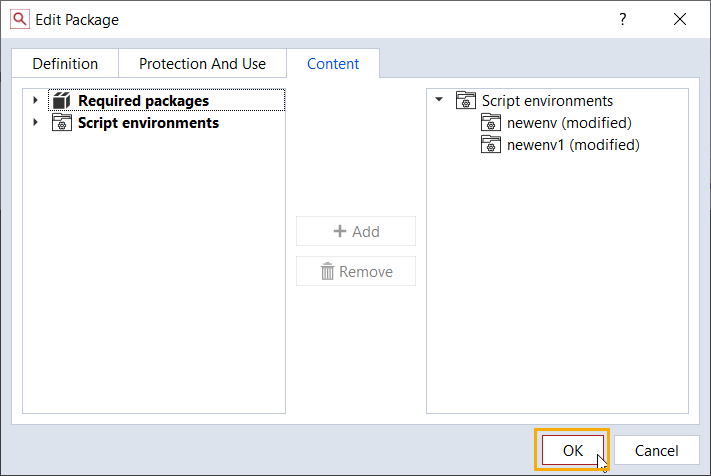 Edit Package
?
Definition
Protection And Use
Content
Required packages
Script environments
Script environments
newenv (modified)
newenv1 (modified)
Add
Remove
OK
Cancel